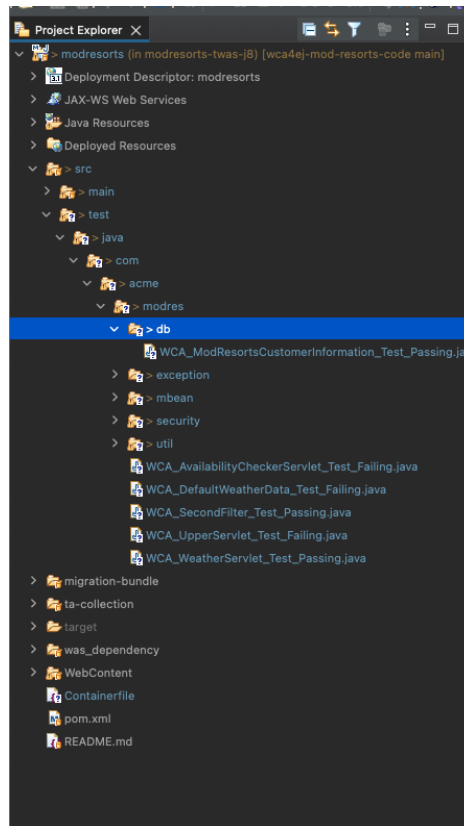 Project Explorer
> modresorts (in modresorts-twas-j8) [wca4ej-mod-resorts-code main]
Deployment Descriptor: modresorts
JAX-WS Web Services
Java Resources
Deployed Resources
> src
> main
> test
> java
> com
> acme
> modres
> db
WCA_ModResortsCustomerInformation_Test_Passing.ja
> exception
> mbean
> security
> util
WCA_AvailabilityCheckerServlet_Test_Failing.java
WCA_DefaultWeatherData_Test_Failing.java
WCA_SecondFilter_Test_Passing.java
WCA_UpperServlet_Test_Failing.java
WCA_WeatherServlet_Test_Passing.java
migration-bundle
ta-collection
target
was_dependency
WebContent
Containerfile
pom.xml
README.md